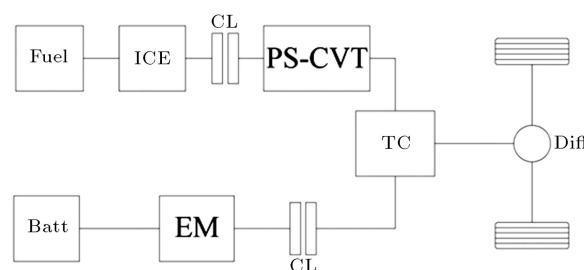 CL
Fuel
ICE
PS-CVT
TC
Diff
Batt
EM
CL